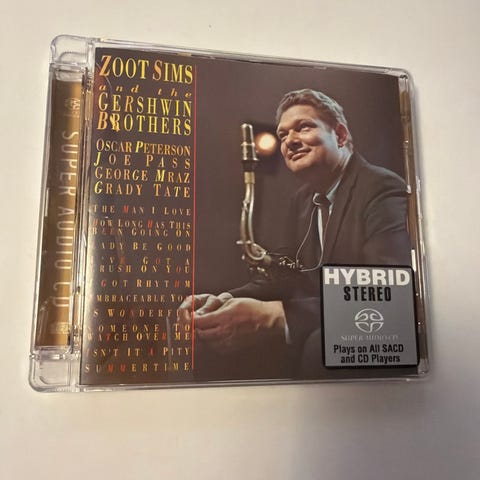 ZOOT SIMS
and the
GERSHWIN
BROTHERS
OSCAR PETERSON
JOE PASS
GEORGE MRAZ
GRADY TATE
THE MAN I LOVE
HOW LONG HAS THIS
BEEN GOING ON
LADY BE GOOD
I'VE GOT A
CRUSH ON YOU
I GOT RHYTHM
EMBRACEABLE YOU
'S WONDERFUL
SOMEONE TO
WATCH OVER ME
ISN'T IT A PITY
SUMMERTIME
SUPER AUDIO CD
HYBRID
STEREO
SUPER AUDIO CD
Plays on All SACD
and CD Players